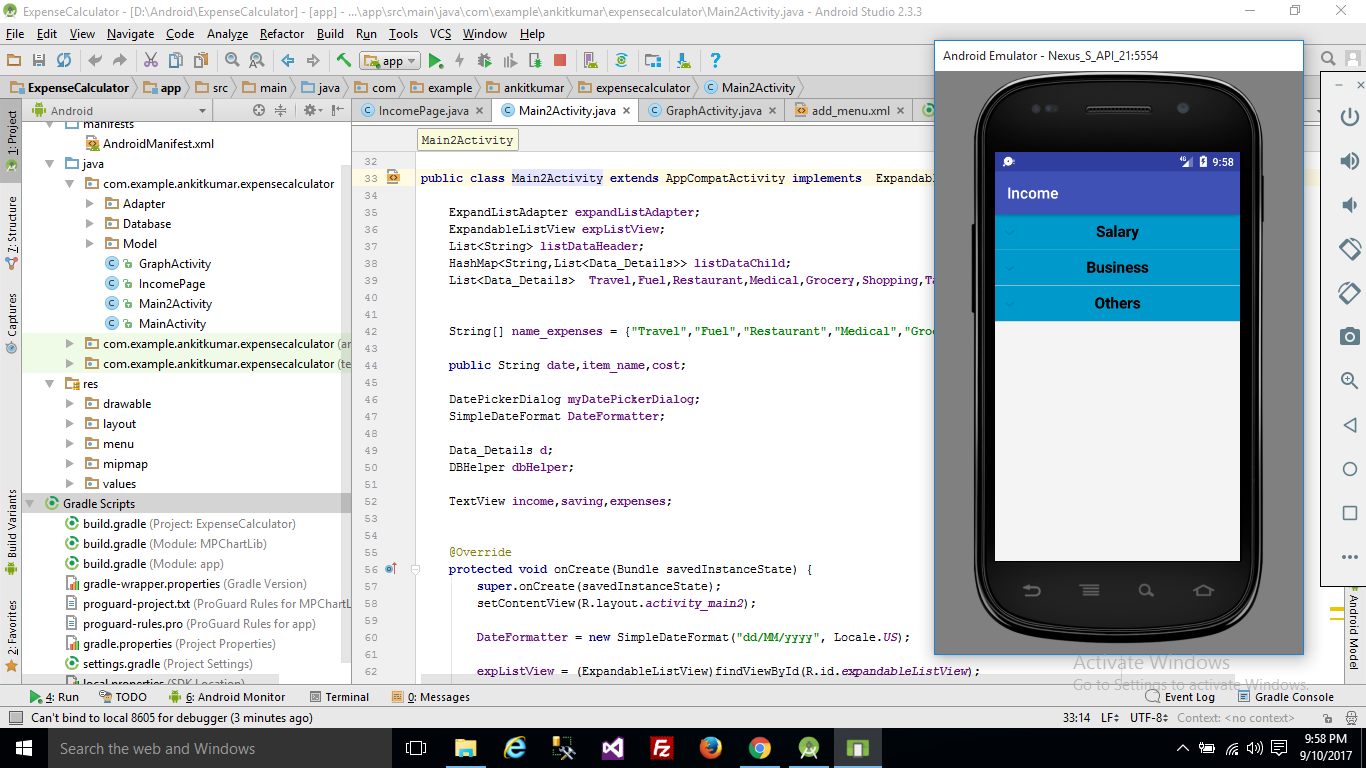 ExpenseCalculator - [D:\Android\ExpenseCalculator] - [app] - ...\app\src\main\java\com\example\ankitkumar\expensecalculator\Main2Activity.java - Android Studio 2.3.3
File Edit View Navigate Code Analyze Refactor Build Run Tools VCS Window Help
app
ExpenseCalculator app src main java com example ankitkumar expensecalculator Main2Activity
Android
IncomePage.java Main2Activity.java GraphActivity.java add_menu.xml
1: Project
7: Structure
Captures
Build Variants
2: Favorites
manifests
AndroidManifest.xml
java
com.example.ankitkumar.expensecalculator
Adapter
Database
Model
GraphActivity
IncomePage
Main2Activity
MainActivity
com.example.ankitkumar.expensecalculator (ar
com.example.ankitkumar.expensecalculator (te
res
drawable
layout
menu
mipmap
values
Gradle Scripts
build.gradle (Project: ExpenseCalculator)
build.gradle (Module: MPChartLib)
build.gradle (Module: app)
gradle-wrapper.properties (Gradle Version)
proguard-project.txt (ProGuard Rules for MPChartL
proguard-rules.pro (ProGuard Rules for app)
gradle.properties (Project Properties)
settings.gradle (Project Settings)
local.properties (SDK Location)
Main2Activity
32
33 public class Main2Activity extends AppCompatActivity implements Expandab
34
35 ExpandListAdapter expandListAdapter;
36 ExpandableListView expListView;
37 List<String> listDataHeader;
38 HashMap<String,List<Data_Details>> listDataChild;
39 List<Data_Details> Travel,Fuel,Restaurant,Medical,Grocery,Shopping,Ta
40
41
42 String[] name_expenses = {"Travel","Fuel","Restaurant","Medical","Groc
43
44 public String date,item_name,cost;
45
46 DatePickerDialog myDatePickerDialog;
47 SimpleDateFormat DateFormatter;
48
49 Data_Details d;
50 DBHelper dbHelper;
51
52 TextView income,saving,expenses;
53
54
55 @Override
56 protected void onCreate(Bundle savedInstanceState) {
57 super.onCreate(savedInstanceState);
58 setContentView(R.layout.activity_main2);
59
60 DateFormatter = new SimpleDateFormat("dd/MM/yyyy", Locale.US);
61
62 expListView = (ExpandableListView)findViewById(R.id.expandableListView);
Android Emulator - Nexus_S_API_21:5554
4G 9:58
Income
Salary
Business
Others
Activate Windows
Go to Settings to activate Windows.
Android Model
4: Run TODO 6: Android Monitor Terminal 0: Messages Event Log Gradle Console
Can't bind to local 8605 for debugger (3 minutes ago) 33:14 LF UTF-8 Context: <no context>
Search the web and Windows
9:58 PM
9/10/2017